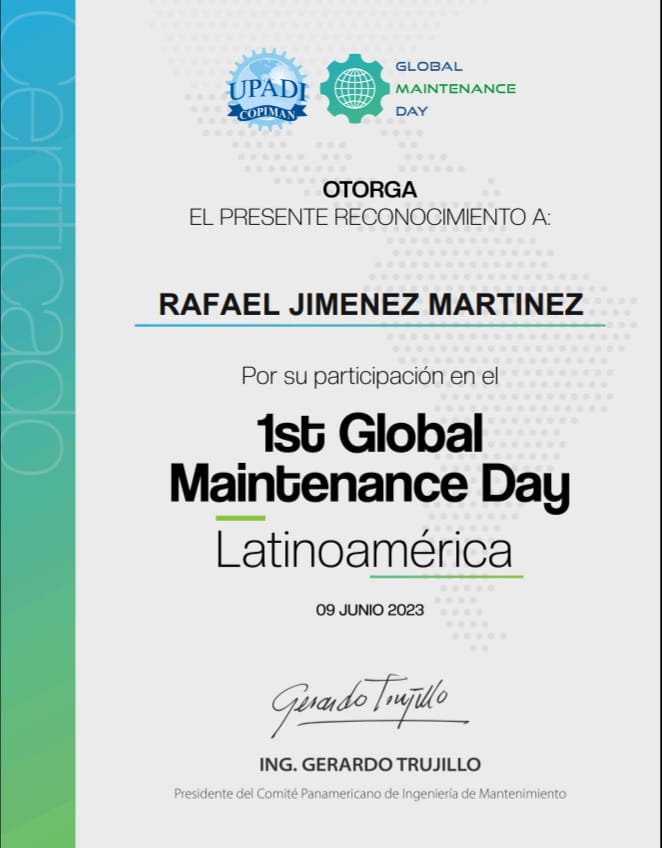 Certificado
UPADI
COPIMAN
GLOBAL
MAINTENANCE
DAY
OTORGA
EL PRESENTE RECONOCIMIENTO A:
RAFAEL JIMENEZ MARTINEZ
Por su participación en el
1st Global
Maintenance Day
Latinoamérica
09 JUNIO 2023
Gerardo Trujillo
ING. GERARDO TRUJILLO
Presidente del Comité Panamericano de Ingeniería de Mantenimiento